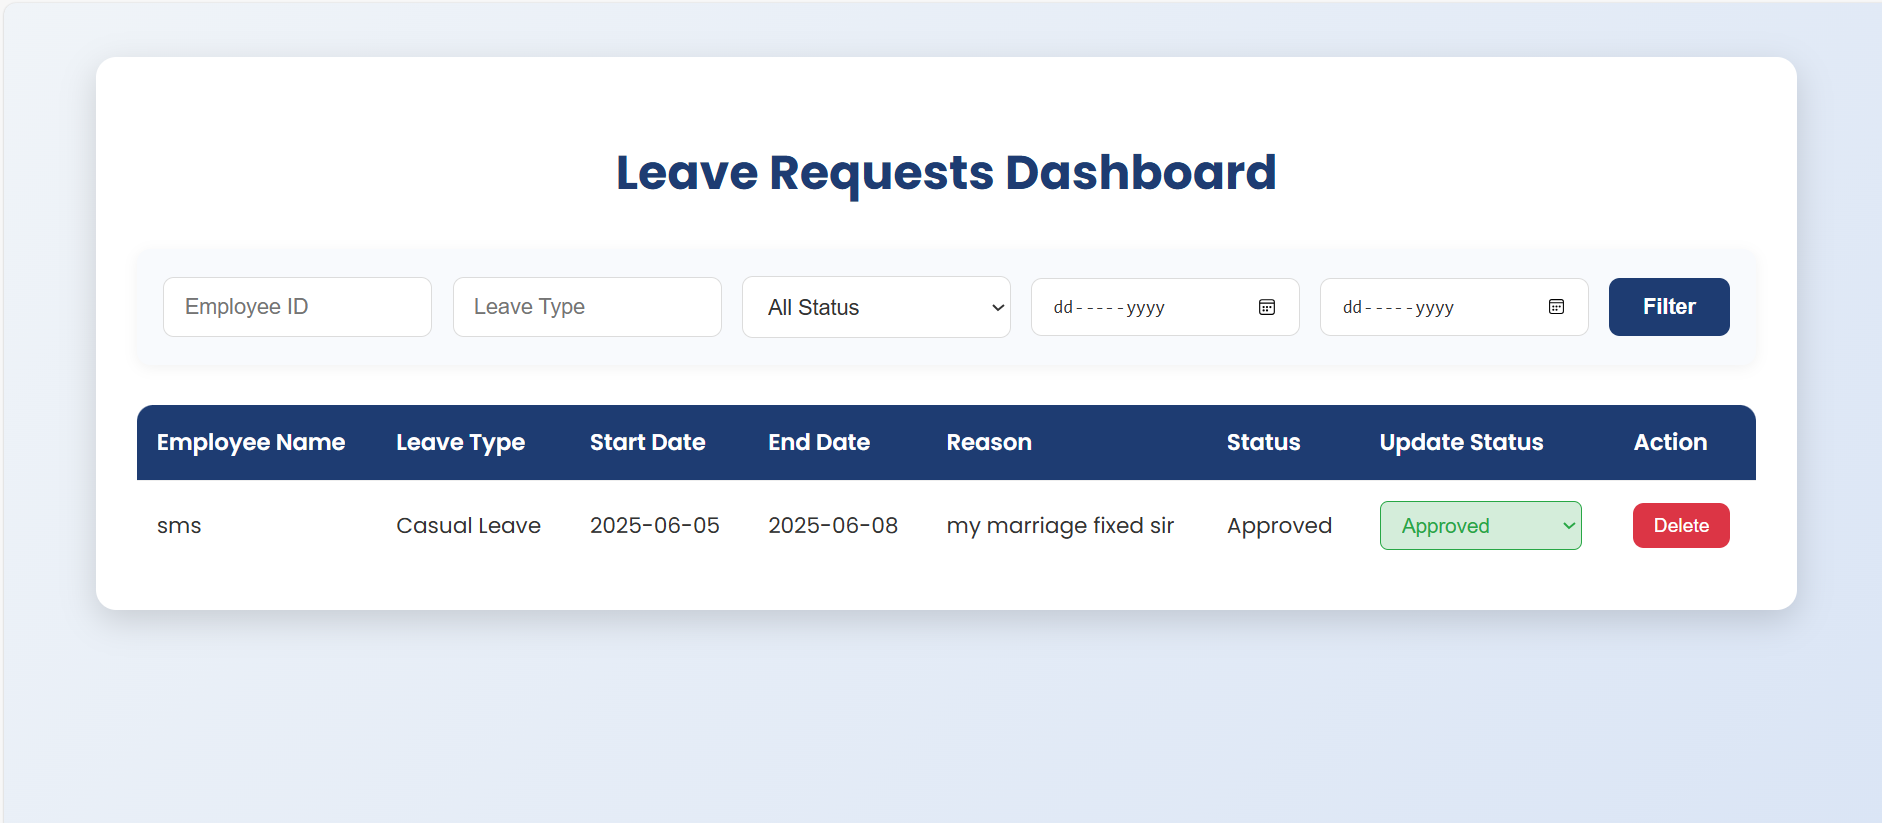 Leave Requests Dashboard
Employee ID Leave Type All Status dd-----yyyy dd-----yyyy Filter
Employee Name Leave Type Start Date End Date Reason Status Update Status Action
sms Casual Leave 2025-06-05 2025-06-08 my marriage fixed sir Approved Approved Delete